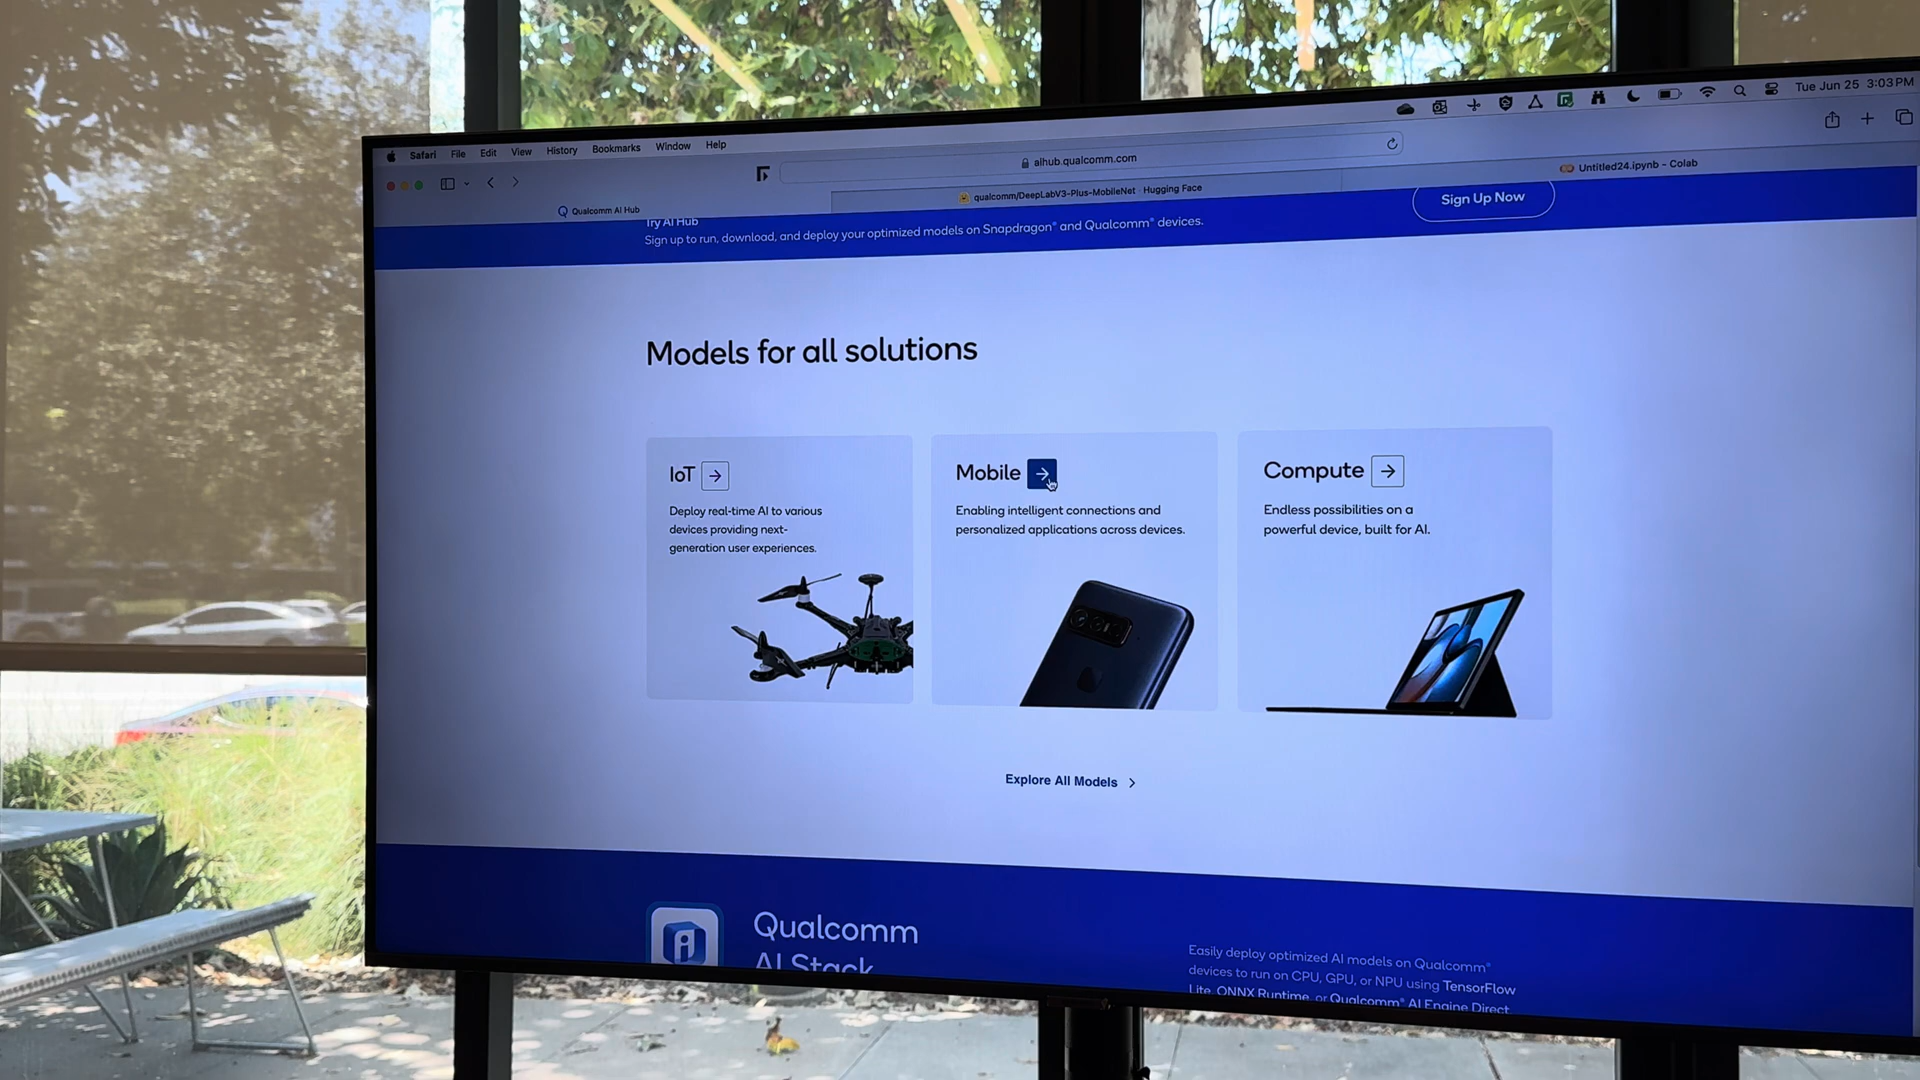 Safari File Edit View History Bookmarks Window Help
Tue Jun 25 3:03 PM
aihub.qualcomm.com
Qualcomm AI Hub
qualcomm/DeepLabV3-Plus-MobileNet · Hugging Face
Untitled24.ipynb - Colab
Try AI Hub
Sign up to run, download, and deploy your optimized models on Snapdragon® and Qualcomm® devices.
Sign Up Now
Models for all solutions
IoT
Deploy real-time AI to various
devices providing next-
generation user experiences.
Mobile
Enabling intelligent connections and
personalized applications across devices.
Compute
Endless possibilities on a
powerful device, built for AI.
Explore All Models
Qualcomm
AI Stack
Easily deploy optimized AI models on Qualcomm®
devices to run on CPU, GPU, or NPU using TensorFlow
Lite, ONNX Runtime, or Qualcomm® AI Engine Direct.